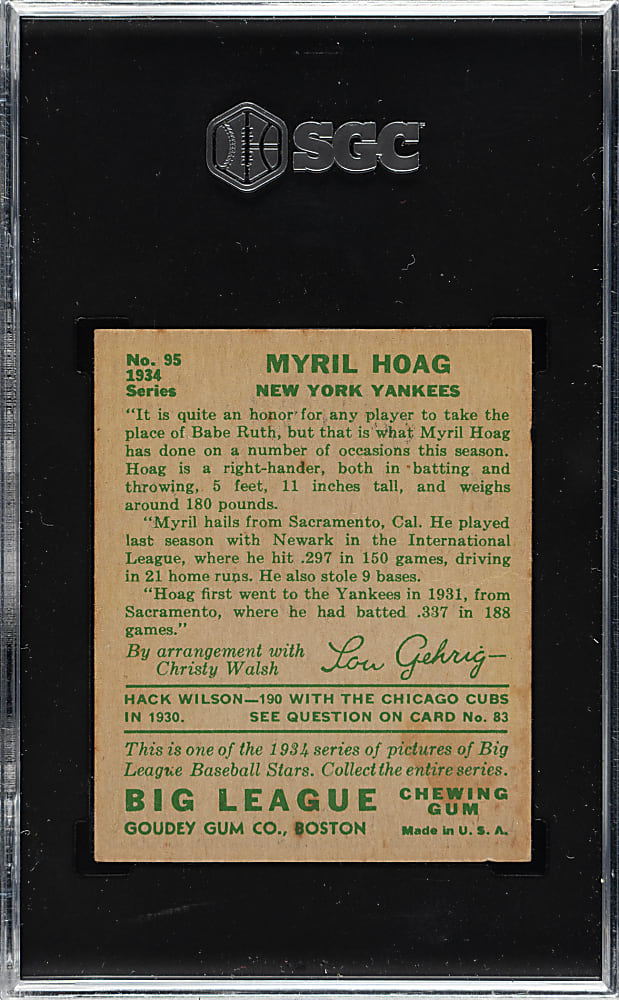 SGC
No. 95
1934
Series
MYRIL HOAG
NEW YORK YANKEES
"It is quite an honor for any player to take the
place of Babe Ruth, but that is what Myril Hoag
has done on a number of occasions this season.
Hoag is a right-hander, both in batting and
throwing, 5 feet, 11 inches tall, and weighs
around 180 pounds.
"Myril hails from Sacramento, Cal. He played
last season with Newark in the International
League, where he hit .297 in 150 games, driving
in 21 home runs. He also stole 9 bases.
"Hoag first went to the Yankees in 1931, from
Sacramento, where he had batted .337 in 188
games."
By arrangement with
Christy Walsh
Lou Gehrig
HACK WILSON—190 WITH THE CHICAGO CUBS
IN 1930. SEE QUESTION ON CARD No. 83
This is one of the 1934 series of pictures of Big
League Baseball Stars. Collect the entire series.
BIG LEAGUE CHEWING
GUM
GOUDEY GUM CO., BOSTON Made in U. S. A.